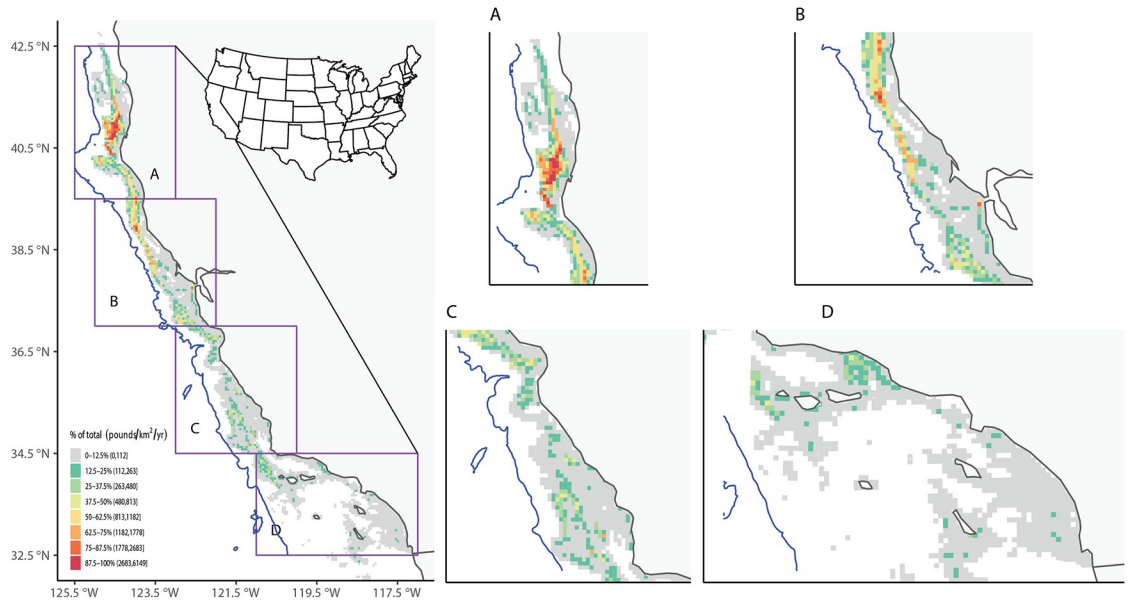 A
B
42.5 °N
40.5 °N
A
38.5 °N
B
C
D
36.5 °N
C
% of total (pounds/km²/yr)
34.5 °N
0–12.5% (0,112]
12.5–25% (112,263]
25–37.5% (263,480]
37.5–50% (480,813]
50–62.5% (813,1182]
62.5–75% (1182,1778]
75–87.5% (1778,2683]
87.5–100% (2683,6149]
D
32.5 °N
125.5 °W 123.5 °W 121.5 °W 119.5 °W 117.5 °W